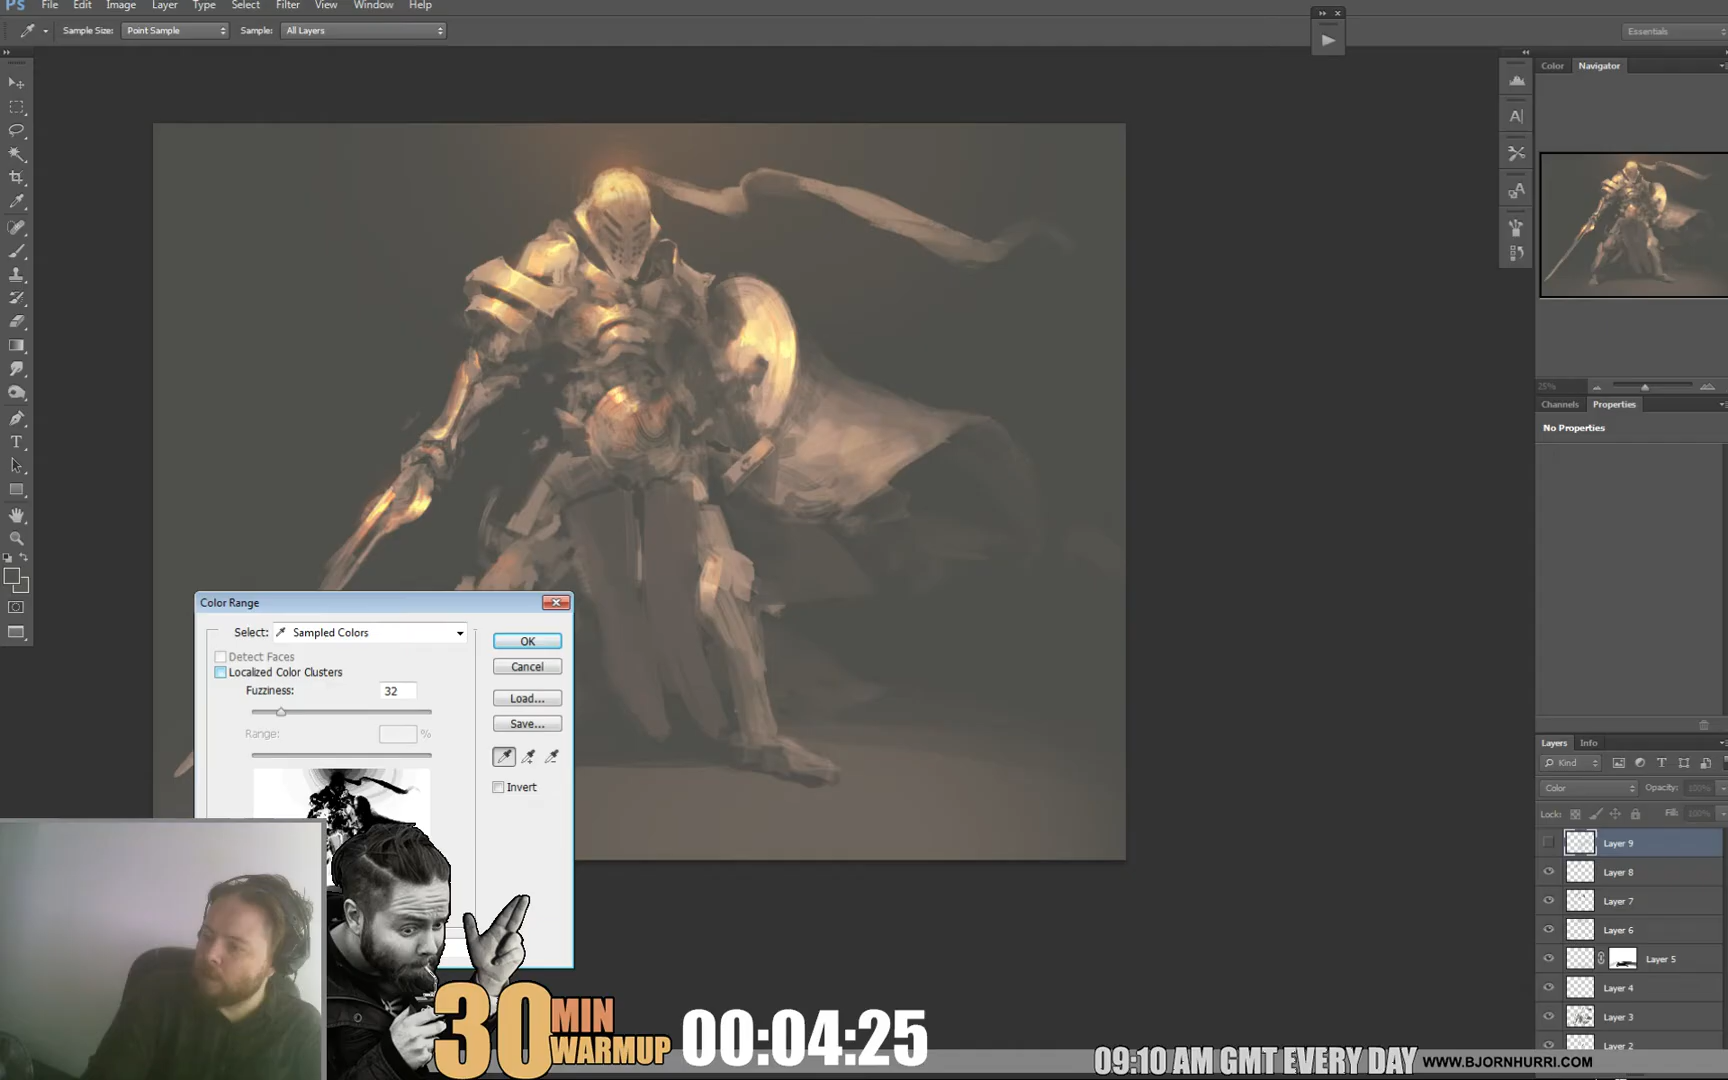 Ps File Edit Image Layer Type Select Filter View Window Help
Sample Size: Point Sample Sample: All Layers
Essentials
Color Navigator
25%
Channels Properties
No Properties
Color Range
Select: Sampled Colors
Detect Faces
Localized Color Clusters
Fuzziness: 32
Range: %
OK
Cancel
Load...
Save...
Invert
Layers Info
Kind
Color Opacity: 100%
Lock: Fill: 100%
Layer 9
Layer 8
Layer 7
Layer 6
Layer 5
Layer 4
Layer 3
Layer 2
30 MIN WARMUP
00:04:25
09:10 AM GMT EVERY DAY
WWW.BJORNHURRI.COM